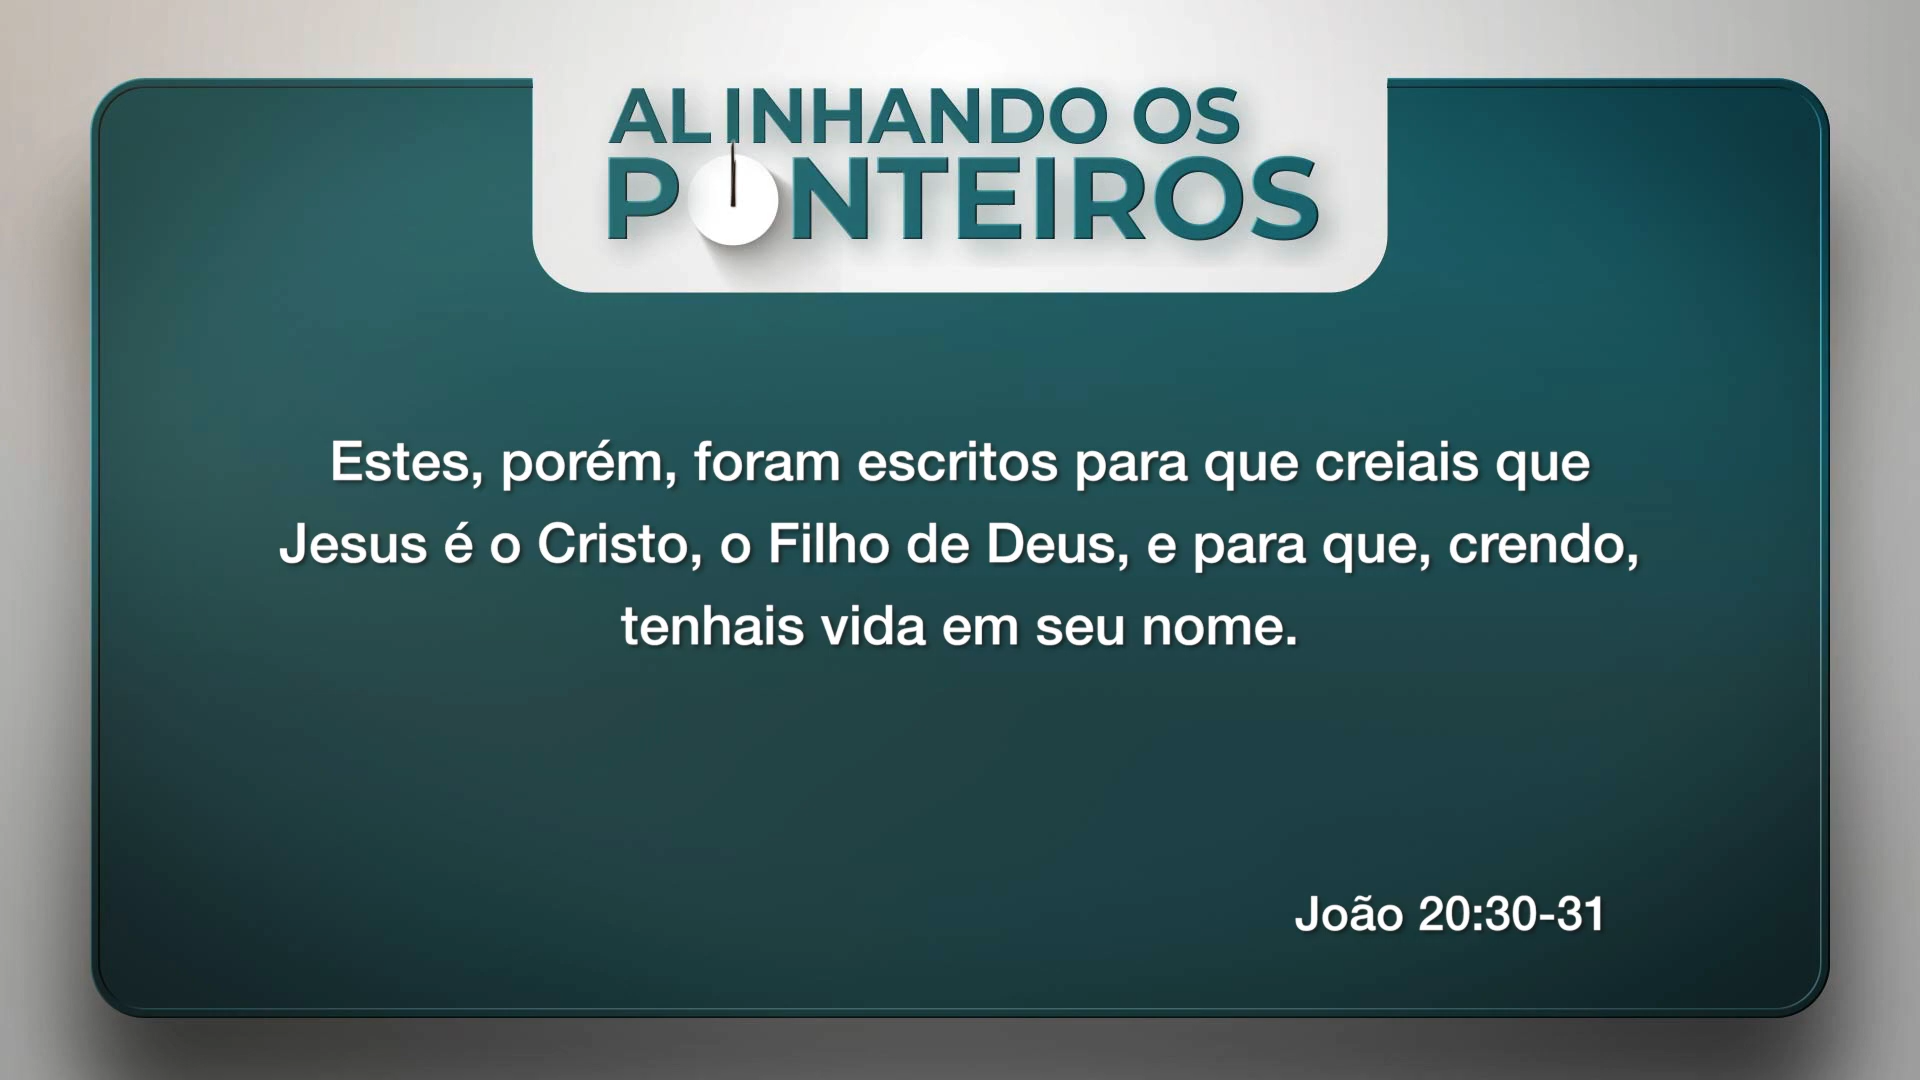 ALINHANDO OS
PONTEIROS
Estes, porém, foram escritos para que creiais que
Jesus é o Cristo, o Filho de Deus, e para que, crendo,
tenhais vida em seu nome.
João 20:30-31